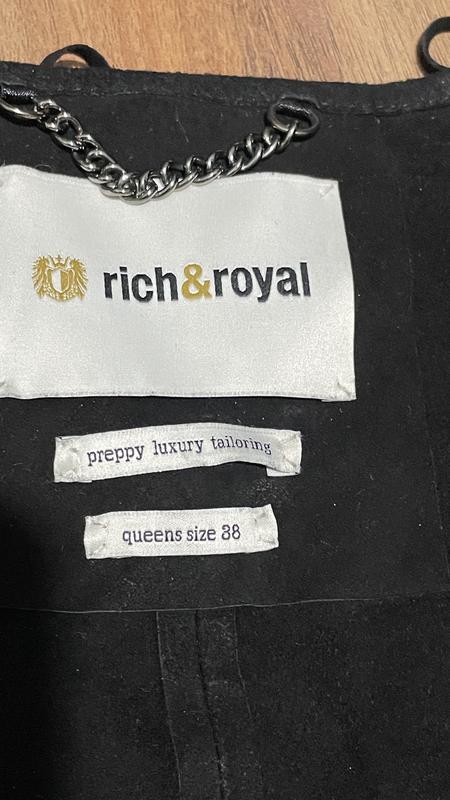 rich&royal
preppy luxury tailoring
queens size 38